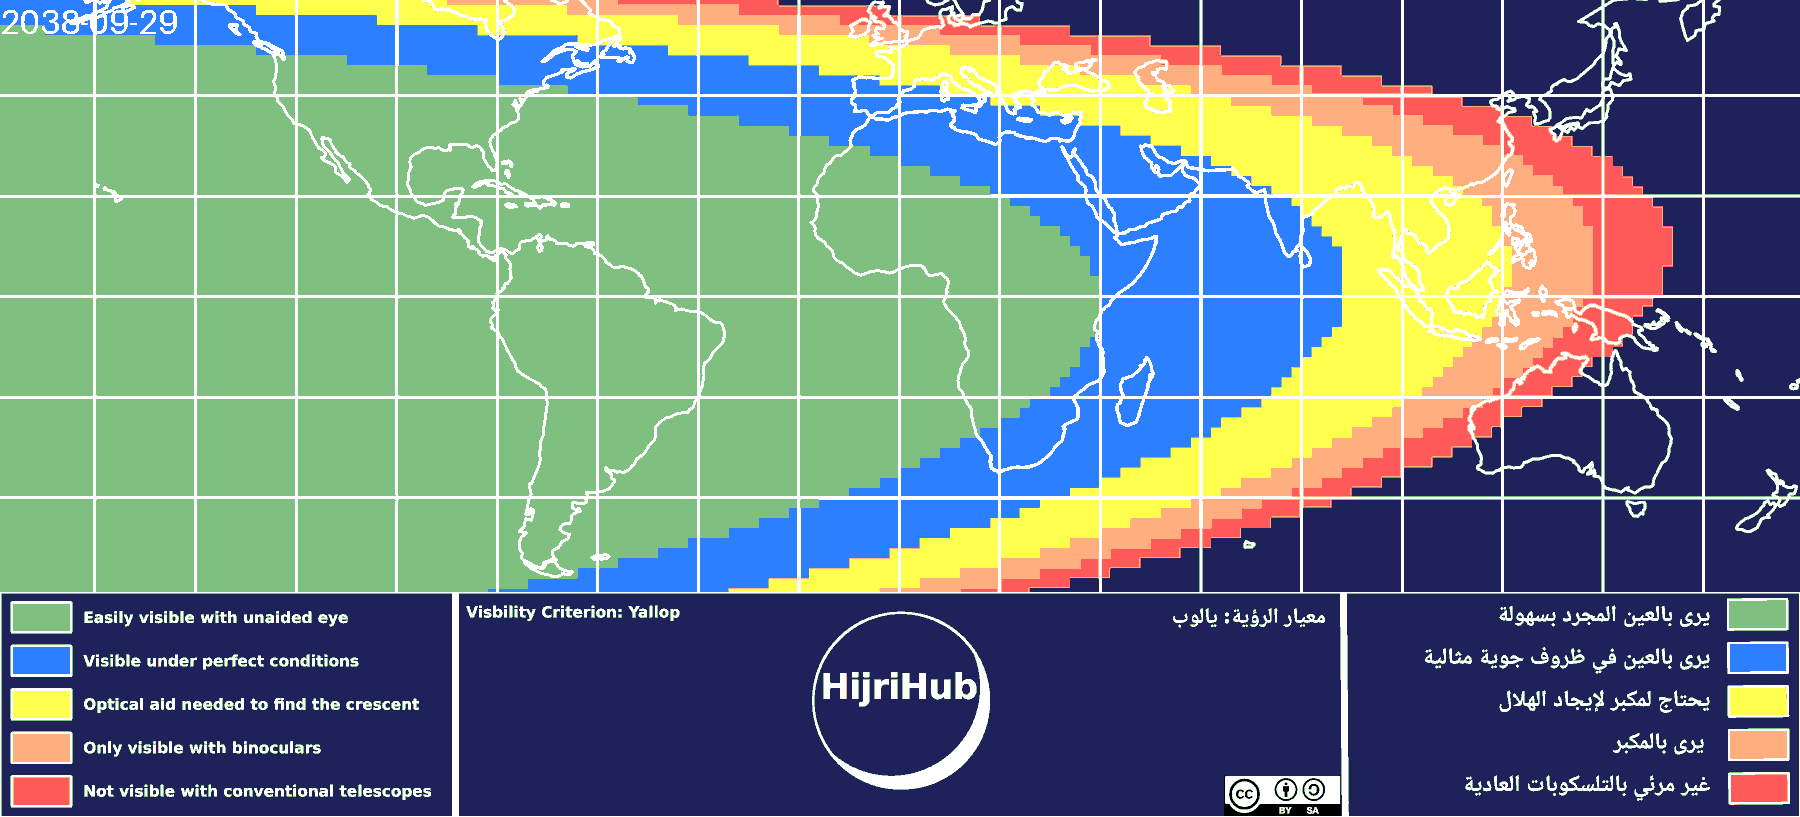 2038-09-29
Easily visible with unaided eye
Visible under perfect conditions
Optical aid needed to find the crescent
Only visible with binoculars
Not visible with conventional telescopes
Visbility Criterion: Yallop
معيار الرؤية: يالوب
HijriHub
cc
BY SA
يرى بالعين المجرد بسهولة
يرى بالعين في ظروف جوية مثالية
يحتاج لمكبر لإيجاد الهلال
يرى بالمكبر
غير مرئي بالتلسكوبات العادية